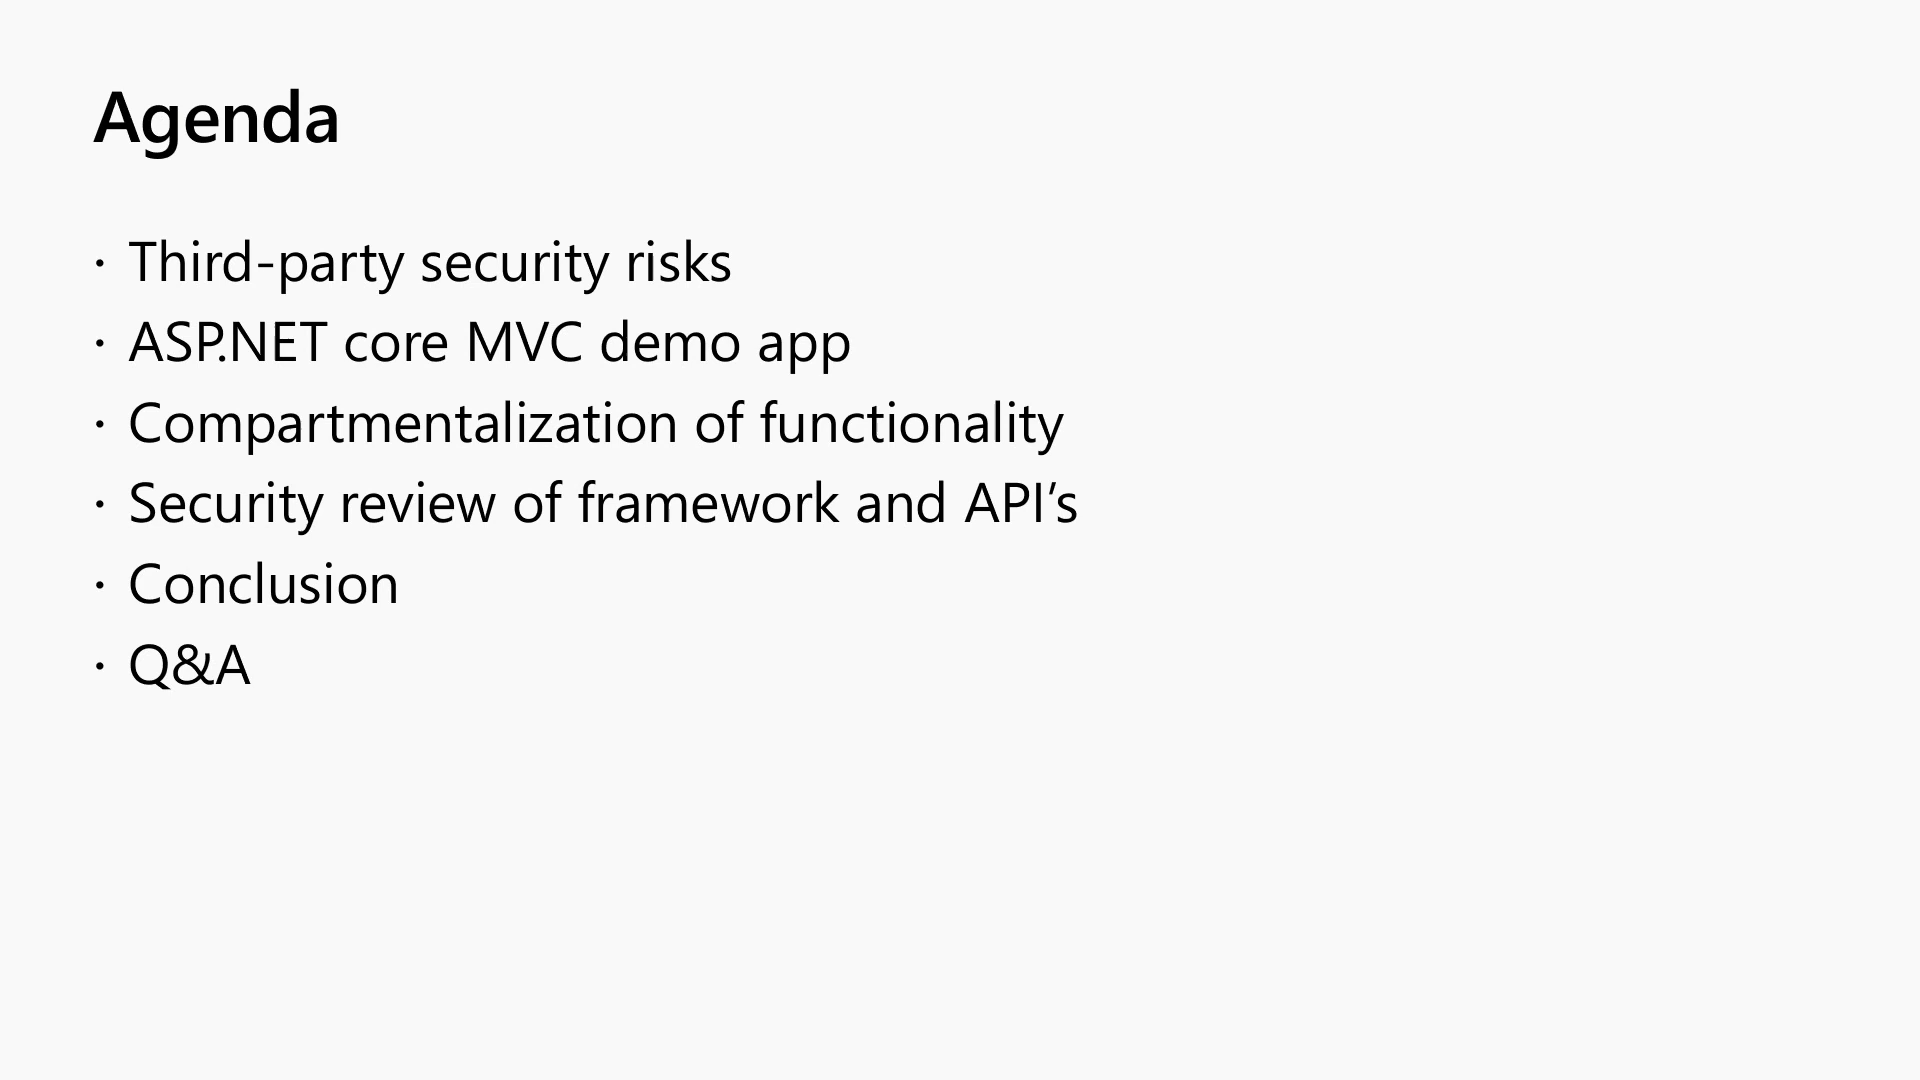 Agenda
· Third-party security risks
· ASP.NET core MVC demo app
· Compartmentalization of functionality
· Security review of framework and API’s
· Conclusion
· Q&A